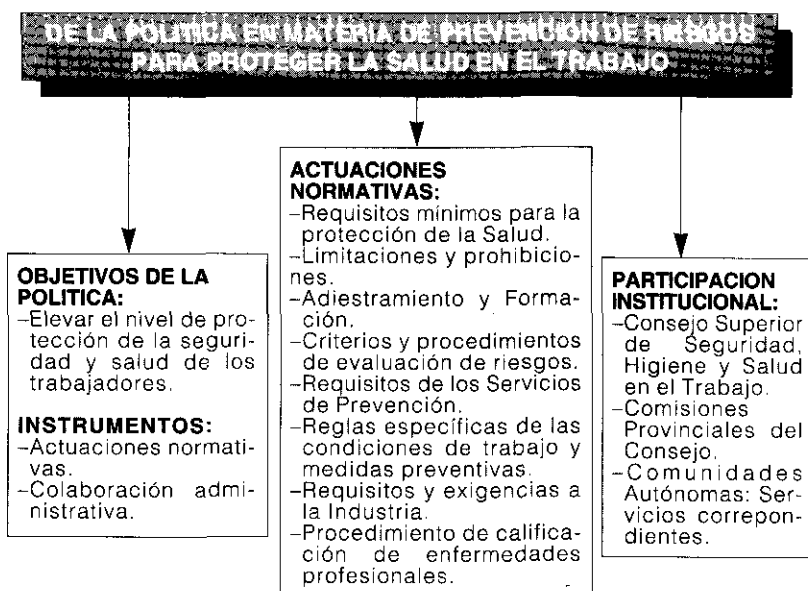 DE LA POLITICA EN MATERIA DE PREVENCION DE RIESGOS
PARA PROTEGER LA SALUD EN EL TRABAJO
OBJETIVOS DE LA
POLITICA:
–Elevar el nivel de pro-
tección de la seguri-
dad y salud de los
trabajadores.
INSTRUMENTOS:
–Actuaciones normati-
vas.
–Colaboración admi-
nistrativa.
ACTUACIONES
NORMATIVAS:
–Requisitos mínimos para la
protección de la Salud.
–Limitaciones y prohibicio-
nes.
–Adiestramiento y Forma-
ción.
–Criterios y procedimientos
de evaluación de riesgos.
–Requisitos de los Servicios
de Prevención.
–Reglas específicas de las
condiciones de trabajo y
medidas preventivas.
–Requisitos y exigencias a
la Industria.
–Procedimiento de califica-
ción de enfermedades
profesionales.
PARTICIPACION
INSTITUCIONAL:
–Consejo Superior
de Seguridad,
Higiene y Salud
en el Trabajo.
–Comisiones
Provinciales del
Consejo.
–Comunidades
Autónomas: Ser-
vicios correpon-
dientes.